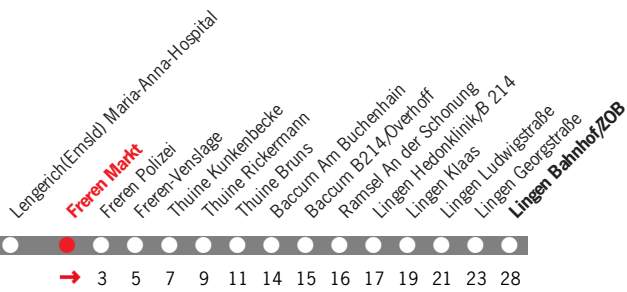 Lengerich(Emsld) Maria-Anna-Hospital
Freren Markt
Freren Polizei
Freren-Venslage
Thuine Kunkenbecke
Thuine Rickermann
Thuine Bruns
Baccum Am Buchenhain
Baccum B214/Overhoff
Ramsel An der Schonung
Lingen Hedonklinik/B 214
Lingen Klaas
Lingen Ludwigstraße
Lingen Georgstraße
Lingen Bahnhof/ZOB
→ 3 5 7 9 11 14 15 16 17 19 21 23 28